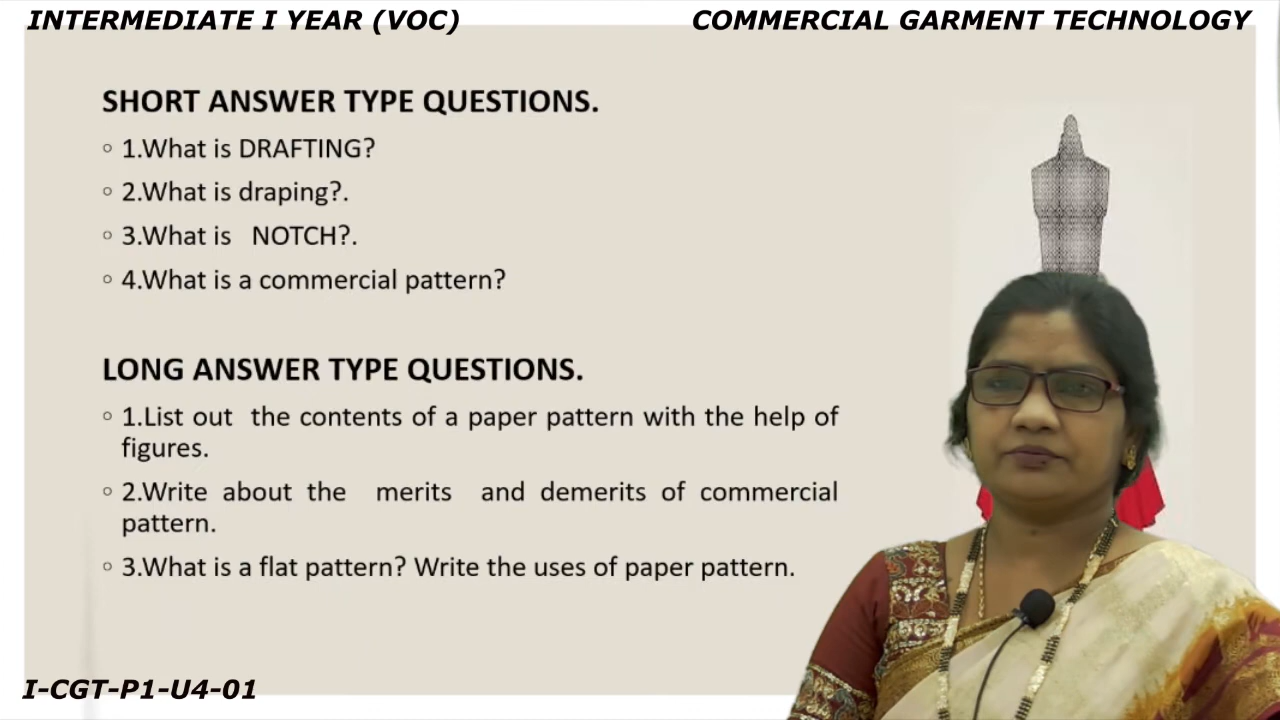 INTERMEDIATE I YEAR (VOC)
COMMERCIAL GARMENT TECHNOLOGY
SHORT ANSWER TYPE QUESTIONS.
◦ 1.What is DRAFTING?
◦ 2.What is draping?.
◦ 3.What is NOTCH?.
◦ 4.What is a commercial pattern?
LONG ANSWER TYPE QUESTIONS.
◦ 1.List out the contents of a paper pattern with the help of
figures.
◦ 2.Write about the merits and demerits of commercial
pattern.
◦ 3.What is a flat pattern? Write the uses of paper pattern.
I-CGT-P1-U4-01